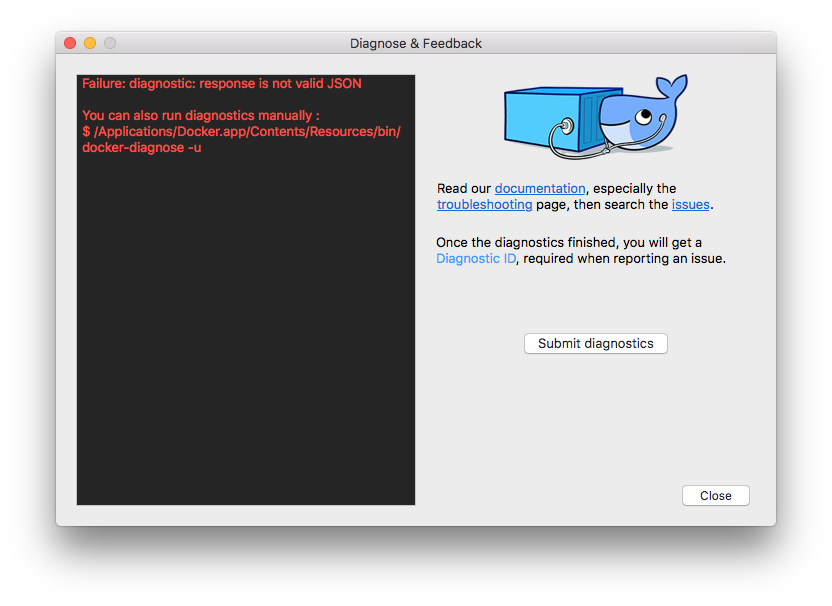 Diagnose & Feedback
Failure: diagnostic: response is not valid JSON
You can also run diagnostics manually :
$ /Applications/Docker.app/Contents/Resources/bin/
docker-diagnose -u
Read our documentation, especially the
troubleshooting page, then search the issues.
Once the diagnostics finished, you will get a
Diagnostic ID, required when reporting an issue.
Submit diagnostics
Close